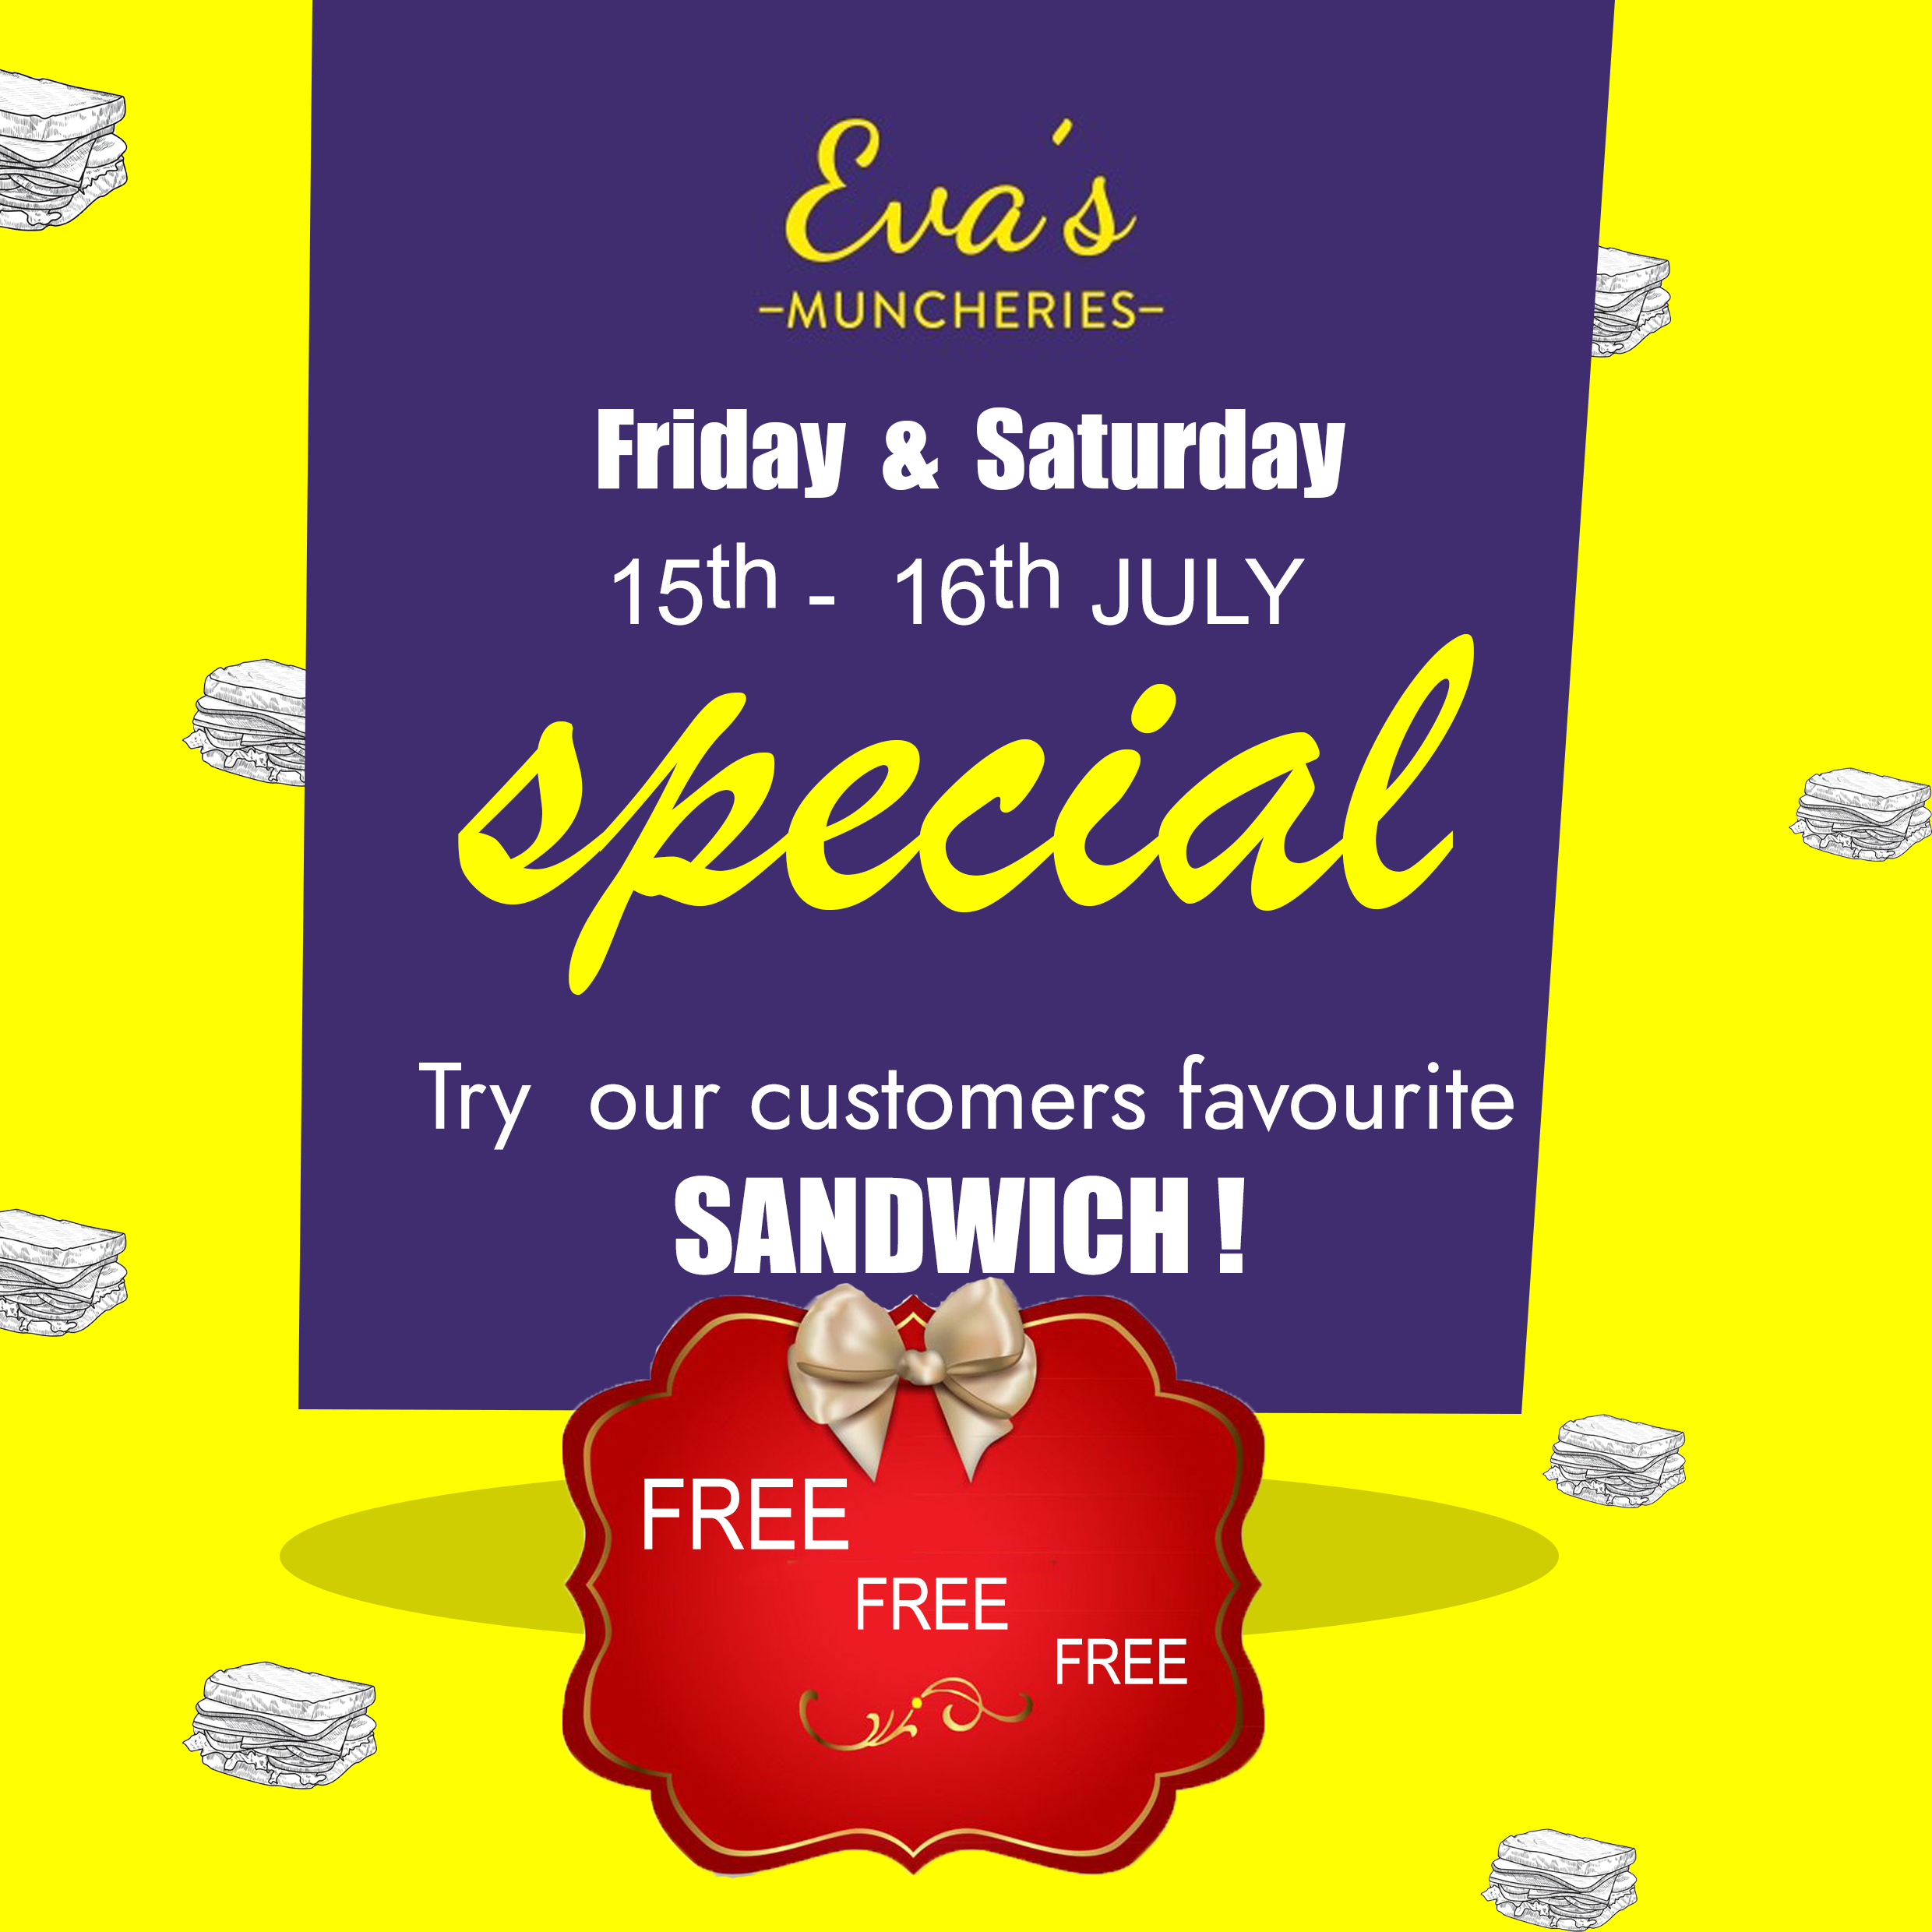 Eva's
-MUNCHERIES-
Friday & Saturday
15th - 16th JULY
special
Try our customers favourite
SANDWICH !
FREE
FREE
FREE